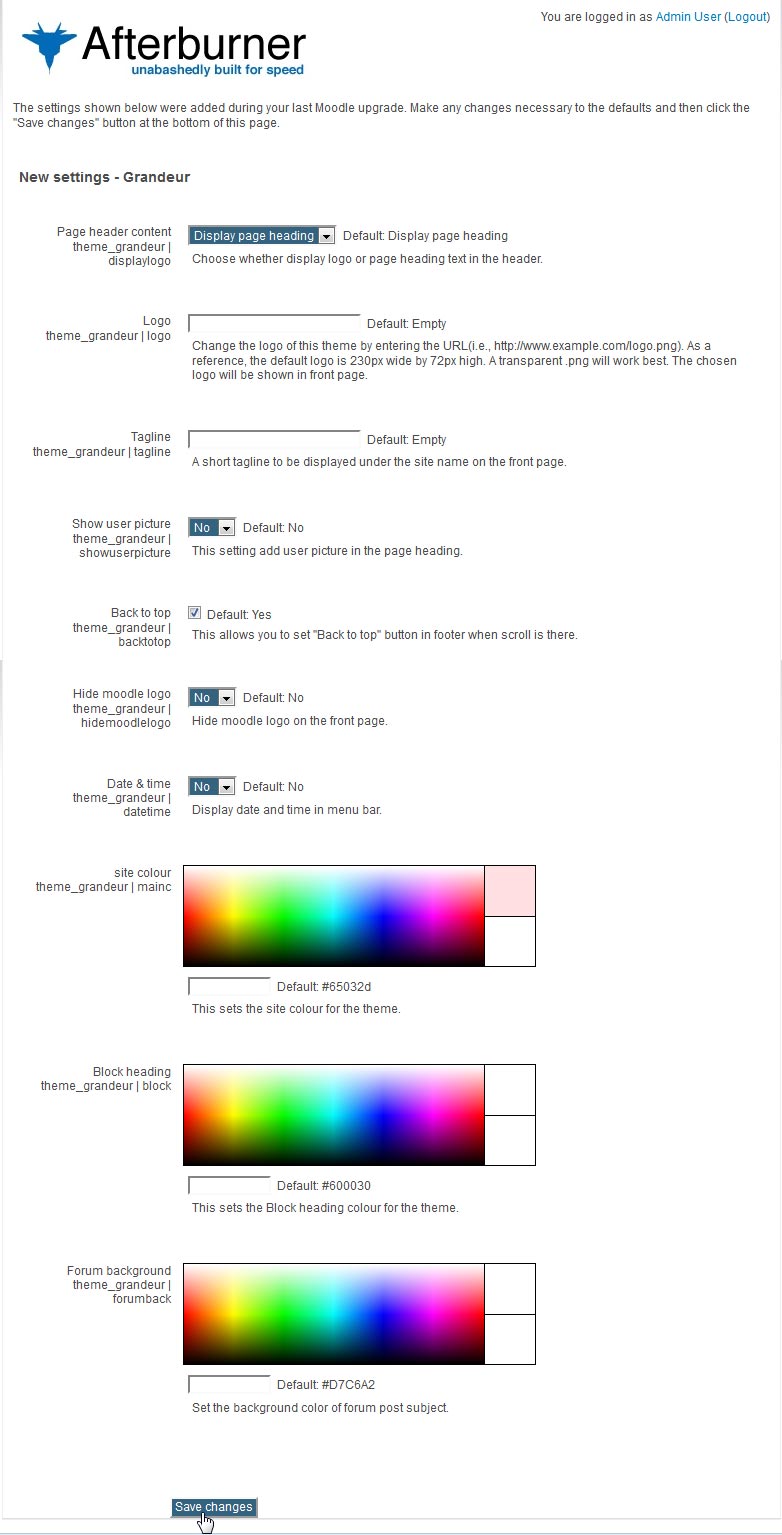 You are logged in as Admin User (Logout)
Afterburner
unabashedly built for speed
The settings shown below were added during your last Moodle upgrade. Make any changes necessary to the defaults and then click the
"Save changes" button at the bottom of this page.
New settings - Grandeur
Page header content
theme_grandeur |
displaylogo
Display page heading Default: Display page heading
Choose whether display logo or page heading text in the header.
Logo
theme_grandeur | logo
Default: Empty
Change the logo of this theme by entering the URL(i.e., http://www.example.com/logo.png). As a
reference, the default logo is 230px wide by 72px high. A transparent .png will work best. The chosen
logo will be shown in front page.
Tagline
theme_grandeur | tagline
Default: Empty
A short tagline to be displayed under the site name on the front page.
Show user picture
theme_grandeur |
showuserpicture
No Default: No
This setting add user picture in the page heading.
Back to top
theme_grandeur |
backtotop
Default: Yes
This allows you to set "Back to top" button in footer when scroll is there.
Hide moodle logo
theme_grandeur |
hidemoodlelogo
No Default: No
Hide moodle logo on the front page.
Date & time
theme_grandeur |
datetime
No Default: No
Display date and time in menu bar.
site colour
theme_grandeur | mainc
Default: #65032d
This sets the site colour for the theme.
Block heading
theme_grandeur | block
Default: #600030
This sets the Block heading colour for the theme.
Forum background
theme_grandeur |
forumback
Default: #D7C6A2
Set the background color of forum post subject.
Save changes